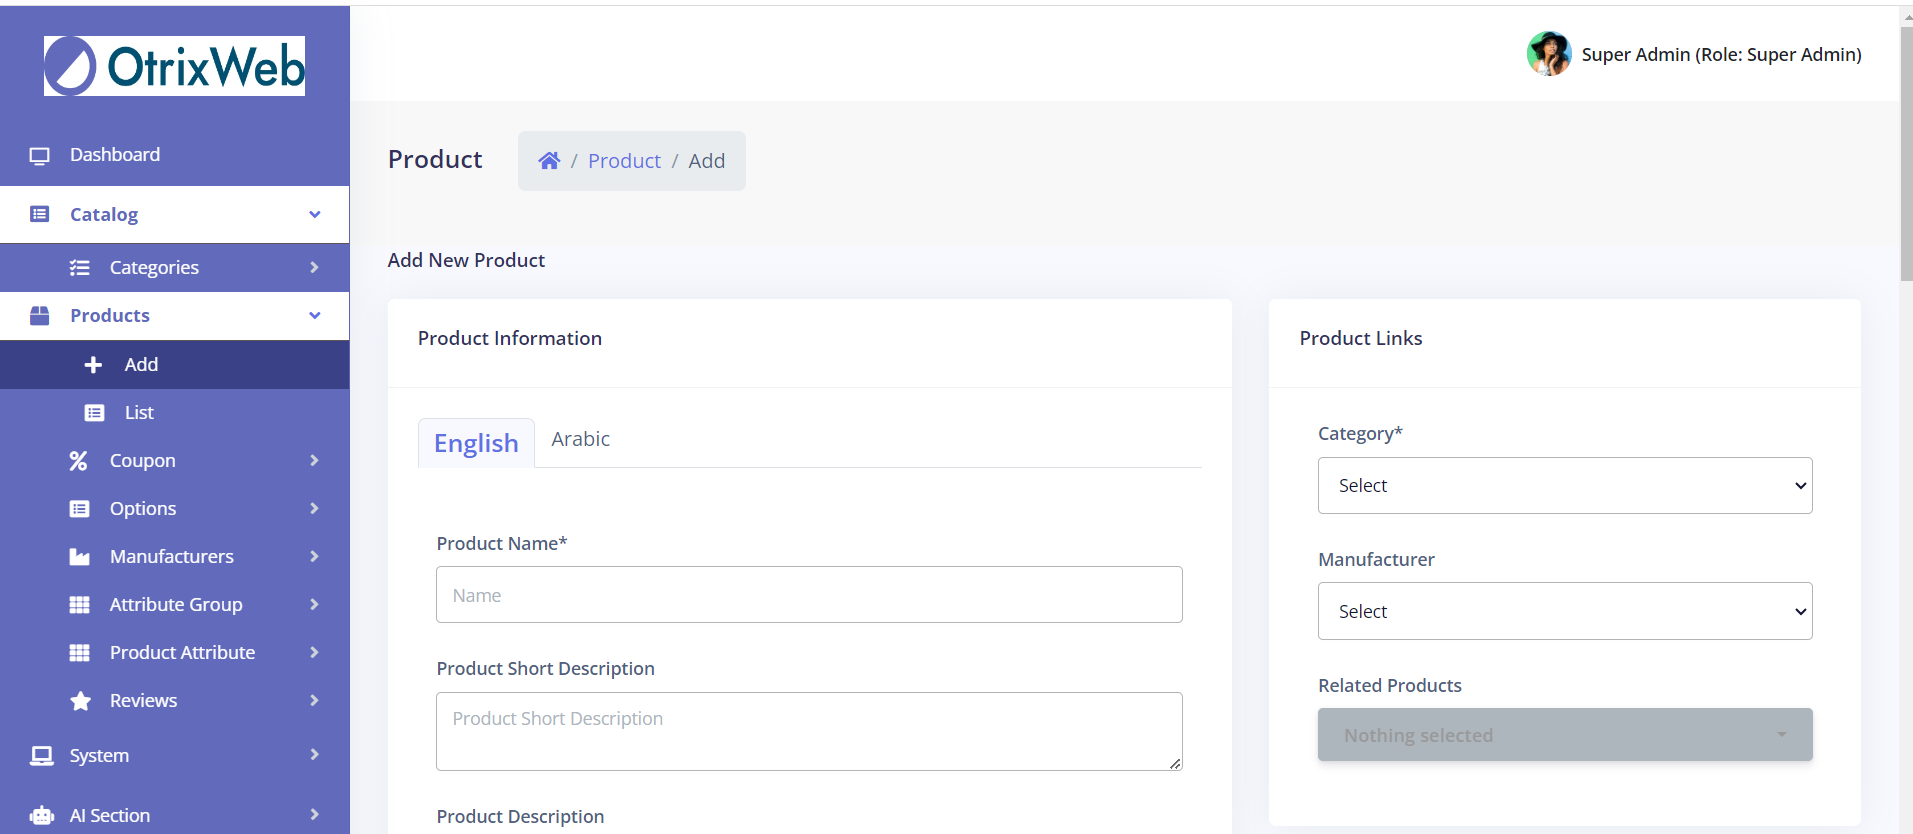 OtrixWeb
Super Admin (Role: Super Admin)
Dashboard
Catalog
Categories
Products
Add
List
Coupon
Options
Manufacturers
Attribute Group
Product Attribute
Reviews
System
AI Section
Product
/ Product / Add
Add New Product
Product Information
English
Arabic
Product Name*
Name
Product Short Description
Product Short Description
Product Description
Product Links
Category*
Select
Manufacturer
Select
Related Products
Nothing selected